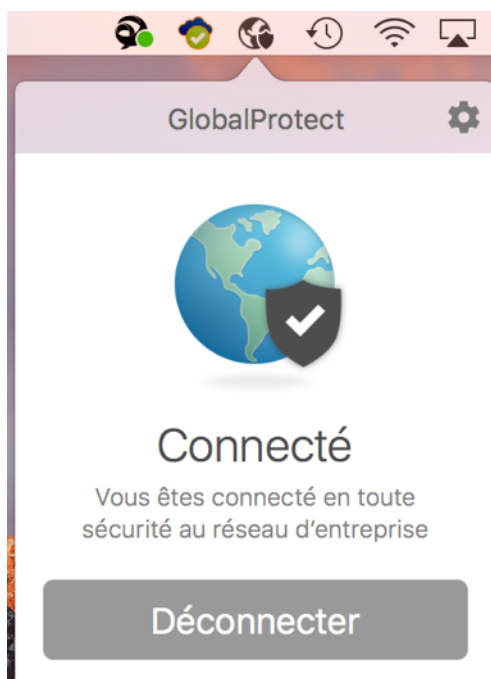 GlobalProtect
Connecté
Vous êtes connecté en toute
sécurité au réseau d'entreprise
Déconnecter